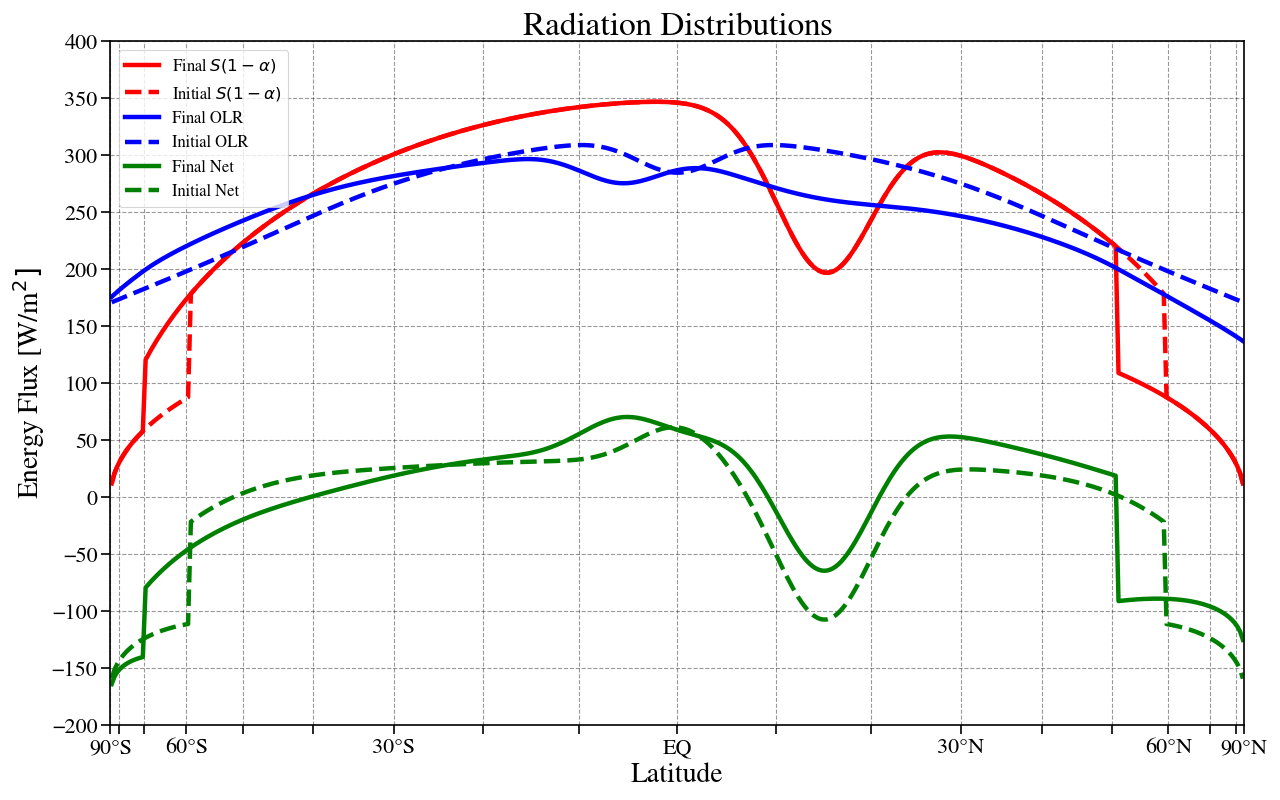 Radiation Distributions
400
350
300
250
200
150
100
50
0
−50
−100
−150
−200
Energy Flux [W/m²]
Final S(1 − α)
Initial S(1 − α)
Final OLR
Initial OLR
Final Net
Initial Net
90°S 60°S 30°S EQ 30°N 60°N 90°N
Latitude